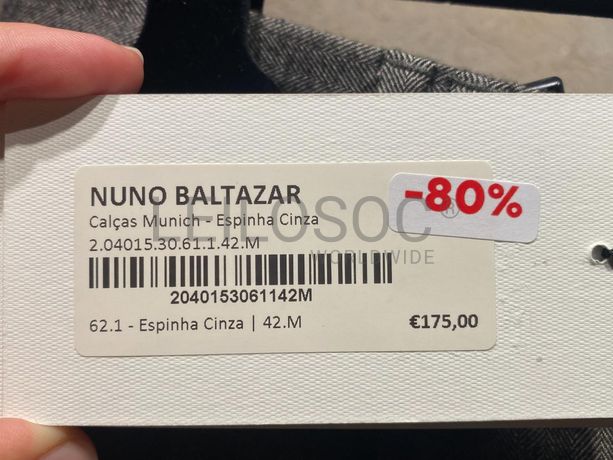 NUNO BALTAZAR
-80%
Calças Munich - Espinha Cinza
LEILOSOC®
WORLDWIDE
2.04015.30.61.1.42.M
2040153061142M
62.1 - Espinha Cinza | 42.M €175,00